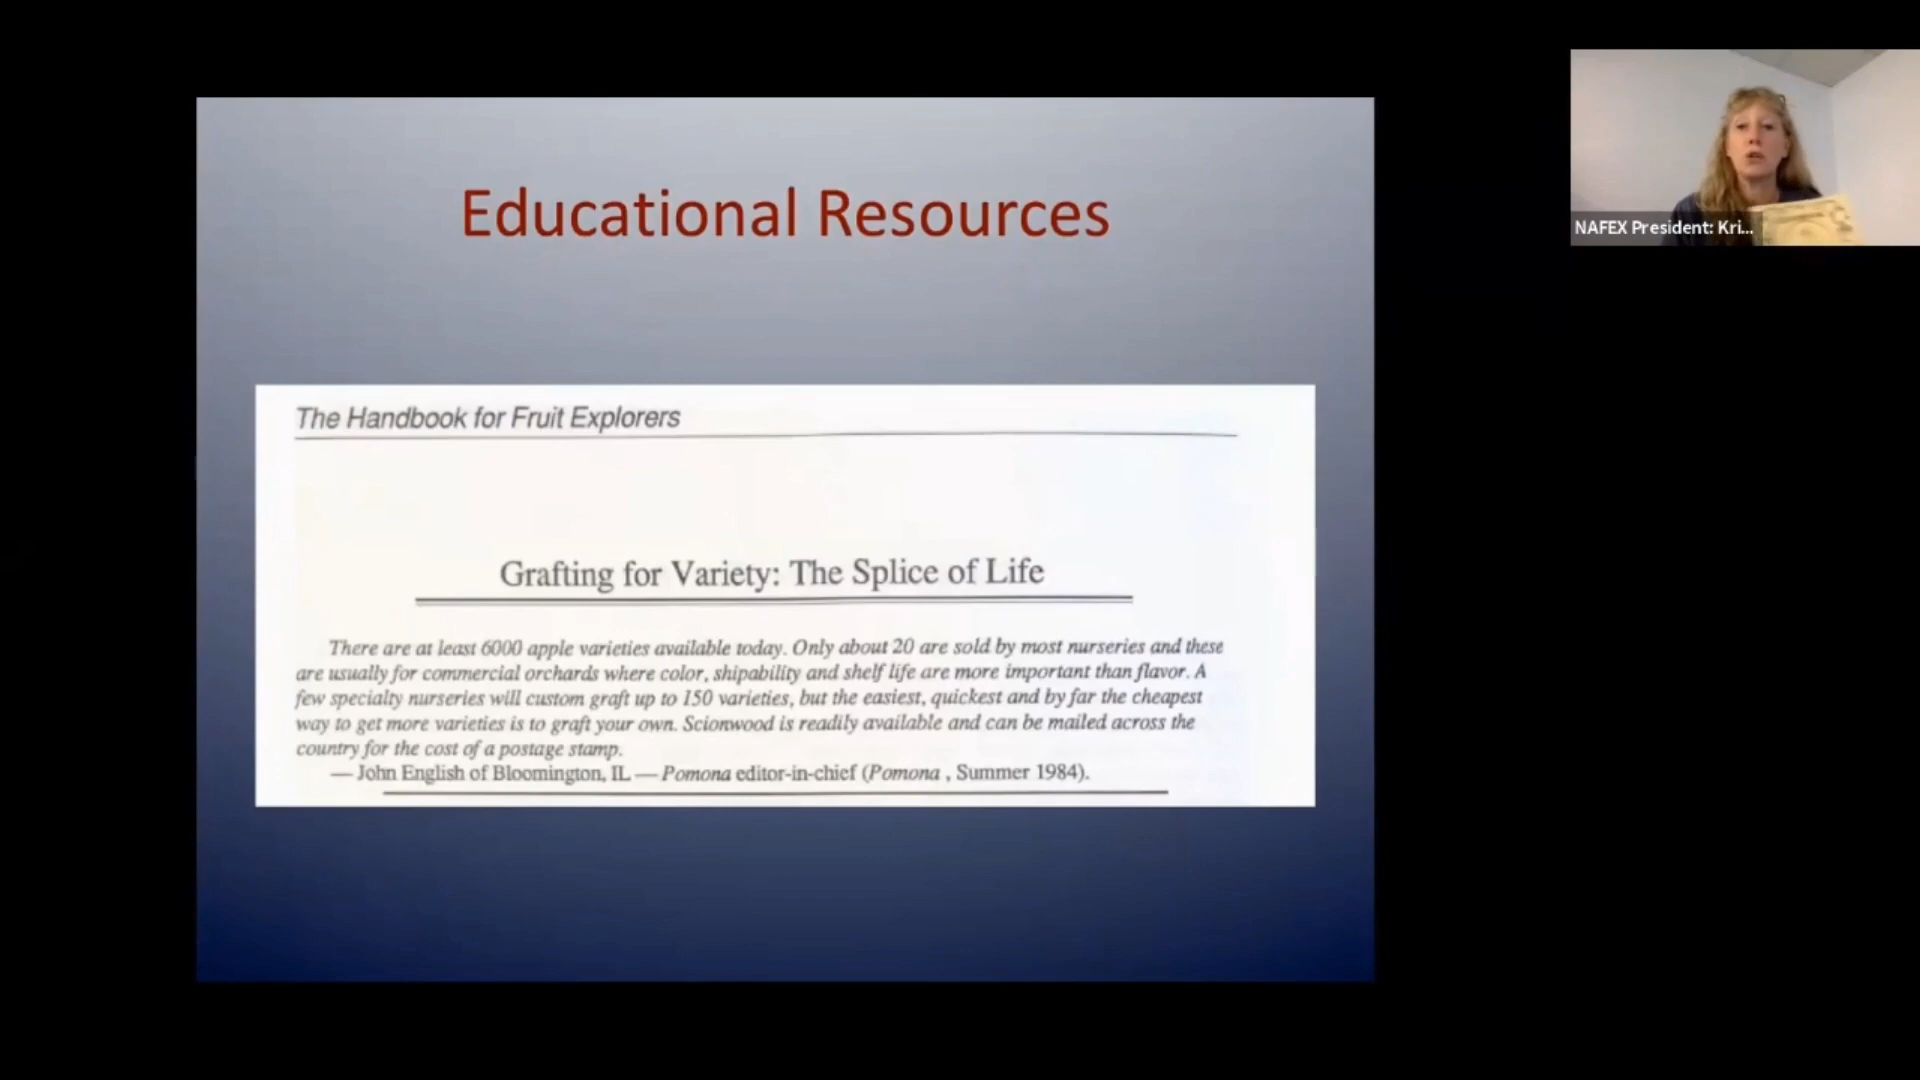 Educational Resources
NAFEX President: Kri...
The Handbook for Fruit Explorers
Grafting for Variety: The Splice of Life
There are at least 6000 apple varieties available today. Only about 20 are sold by most nurseries and these
are usually for commercial orchards where color, shipability and shelf life are more important than flavor. A
few specialty nurseries will custom graft up to 150 varieties, but the easiest, quickest and by far the cheapest
way to get more varieties is to graft your own. Scionwood is readily available and can be mailed across the
country for the cost of a postage stamp.
— John English of Bloomington, IL — Pomona editor-in-chief (Pomona , Summer 1984).